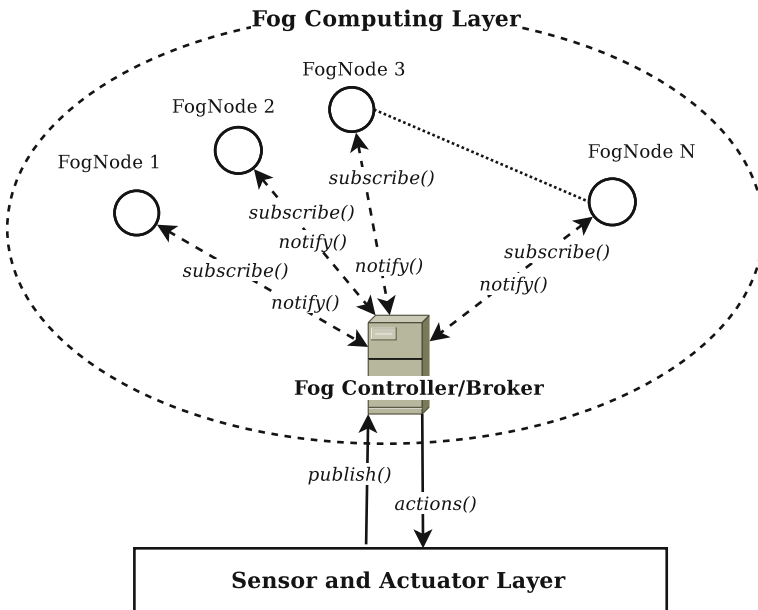 Fog Computing Layer
FogNode 3
FogNode 2
FogNode 1
FogNode N
subscribe()
subscribe()
notify()
subscribe()
notify()
subscribe()
notify()
notify()
Fog Controller/Broker
publish()
actions()
Sensor and Actuator Layer